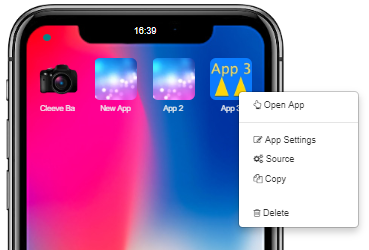 16:39
App 3
Cleeve Ba
New App
App 2
App 3
Open App
App Settings
Source
Copy
Delete